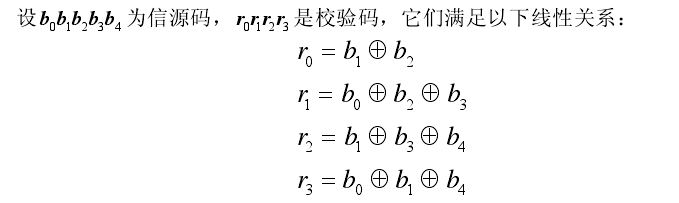 设b₀b₁b₂b₃b₄为信源码，r₀r₁r₂r₃是校验码，它们满足以下线性关系：
r₀ = b₁ ⊕ b₂
r₁ = b₀ ⊕ b₂ ⊕ b₃
r₂ = b₁ ⊕ b₃ ⊕ b₄
r₃ = b₀ ⊕ b₁ ⊕ b₄